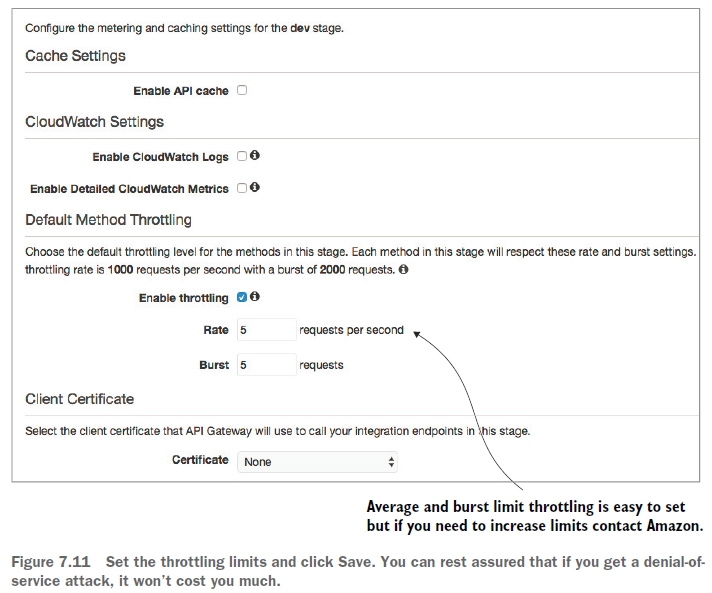 Configure the metering and caching settings for the dev stage.
Cache Settings
Enable API cache
CloudWatch Settings
Enable CloudWatch Logs
Enable Detailed CloudWatch Metrics
Default Method Throttling
Choose the default throttling level for the methods in this stage. Each method in this stage will respect these rate and burst settings.
throttling rate is 1000 requests per second with a burst of 2000 requests.
Enable throttling
Rate 5 requests per second
Burst 5 requests
Client Certificate
Select the client certificate that API Gateway will use to call your integration endpoints in this stage.
Certificate None
Average and burst limit throttling is easy to set
but if you need to increase limits contact Amazon.
Figure 7.11 Set the throttling limits and click Save. You can rest assured that if you get a denial-of-
service attack, it won't cost you much.